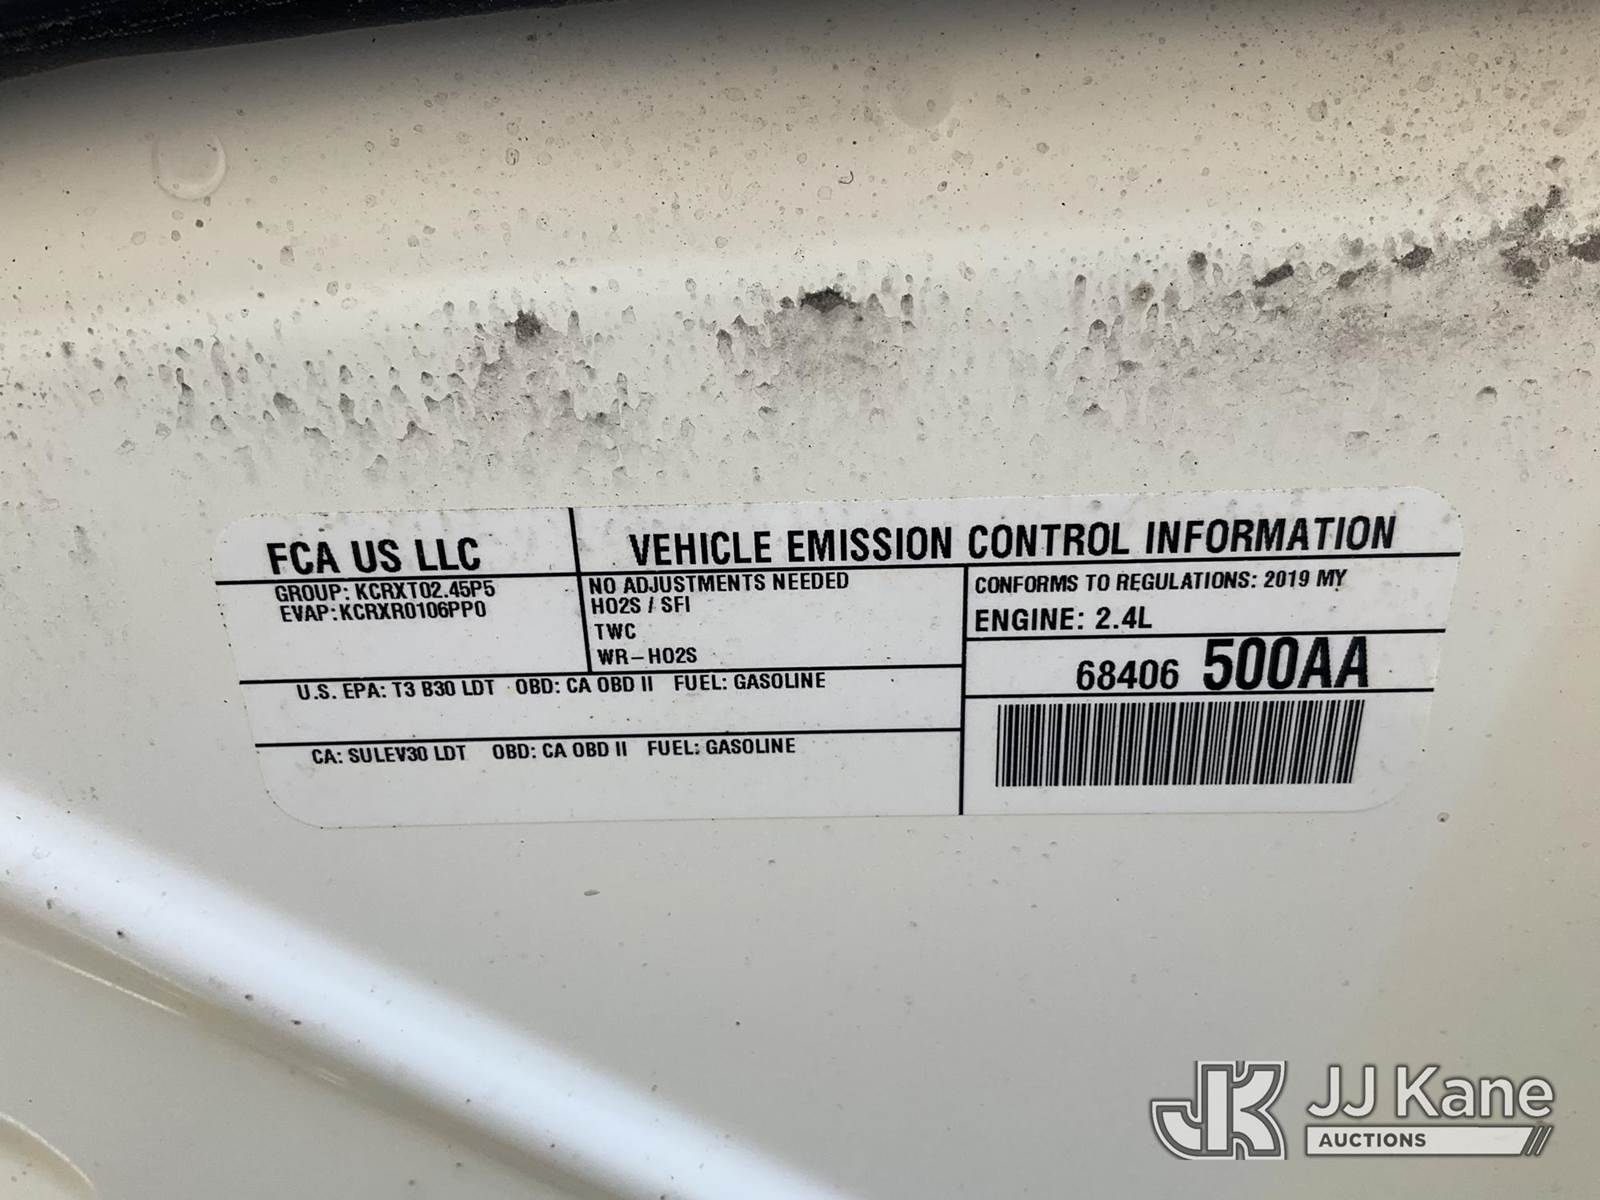 FCA US LLC
VEHICLE EMISSION CONTROL INFORMATION
GROUP: KCRXT02.45P5
EVAP:KCRXR0106PP0
NO ADJUSTMENTS NEEDED
HO2S / SFI
TWC
WR-HO2S
CONFORMS TO REGULATIONS: 2019 MY
ENGINE: 2.4L
68406 500AA
U.S. EPA: T3 B30 LDT OBD: CA OBD II FUEL: GASOLINE
CA: SULEV30 LDT OBD: CA OBD II FUEL: GASOLINE
JK JJ Kane
AUCTIONS